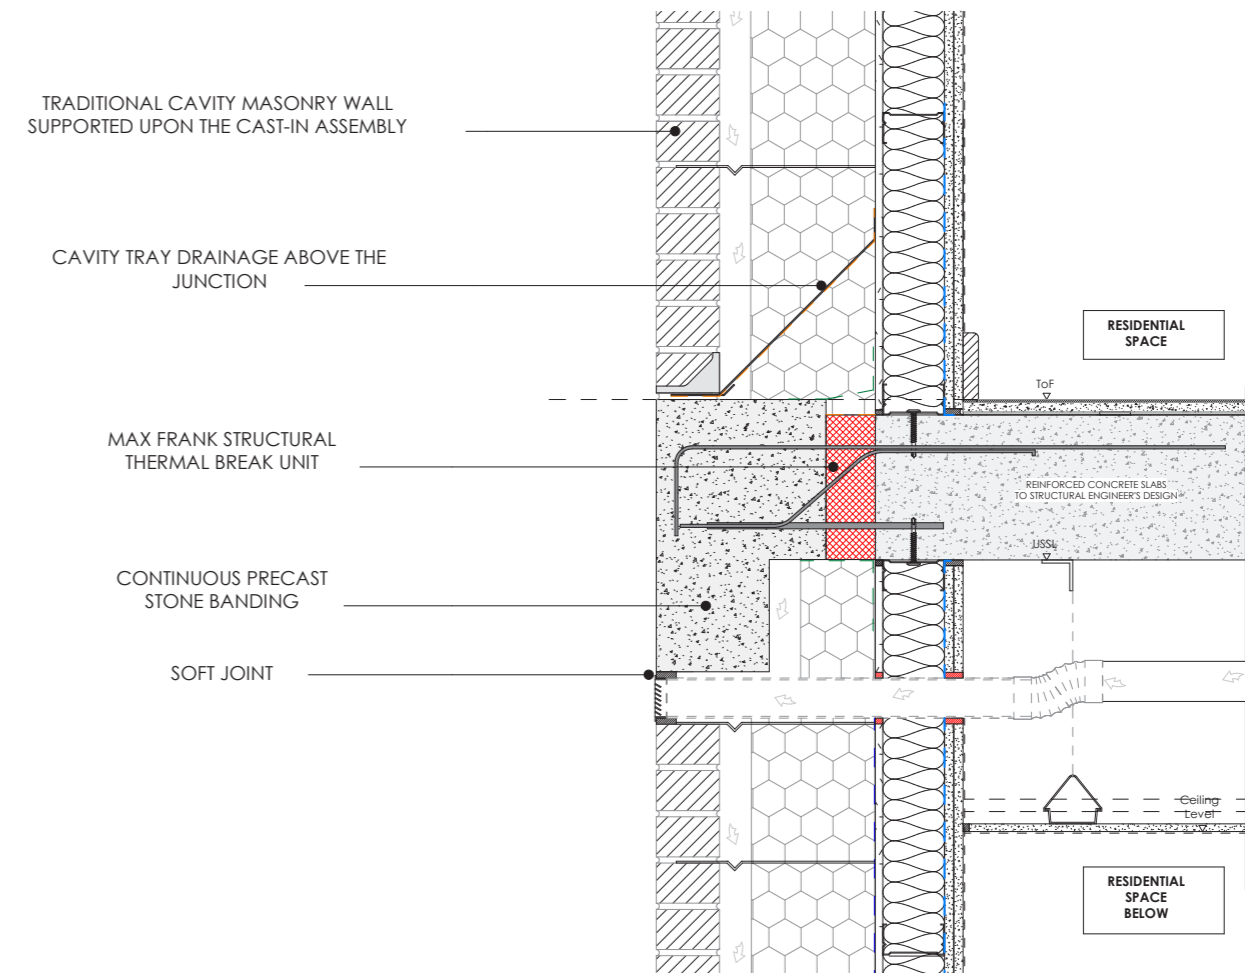 TRADITIONAL CAVITY MASONRY WALL
SUPPORTED UPON THE CAST-IN ASSEMBLY
CAVITY TRAY DRAINAGE ABOVE THE
JUNCTION
MAX FRANK STRUCTURAL
THERMAL BREAK UNIT
CONTINUOUS PRECAST
STONE BANDING
SOFT JOINT
RESIDENTIAL
SPACE
ToF
REINFORCED CONCRETE SLABS
TO STRUCTURAL ENGINEER'S DESIGN
USSL
Ceiling
Level
RESIDENTIAL
SPACE
BELOW